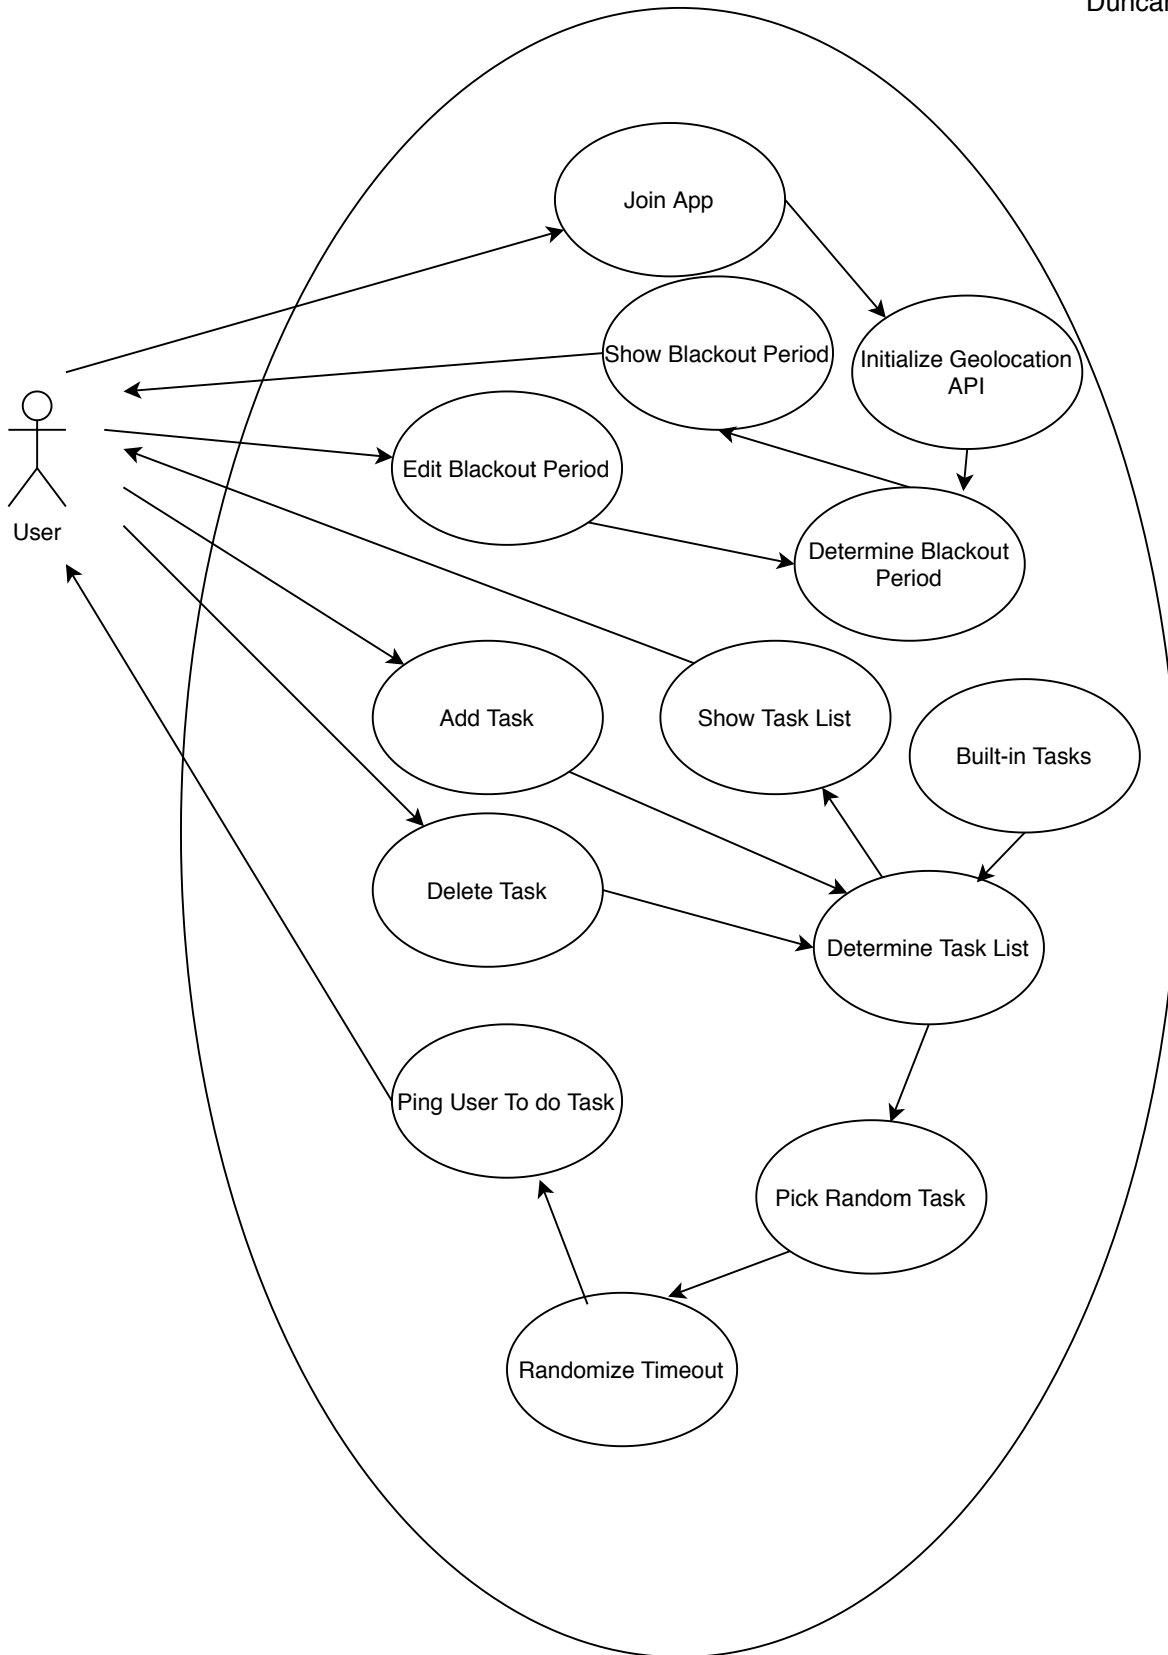 Duncan
Join App
Show Blackout Period
Initialize Geolocation
API
Edit Blackout Period
User
Determine Blackout
Period
Add Task
Show Task List
Built-in Tasks
Delete Task
Determine Task List
Ping User To do Task
Pick Random Task
Randomize Timeout